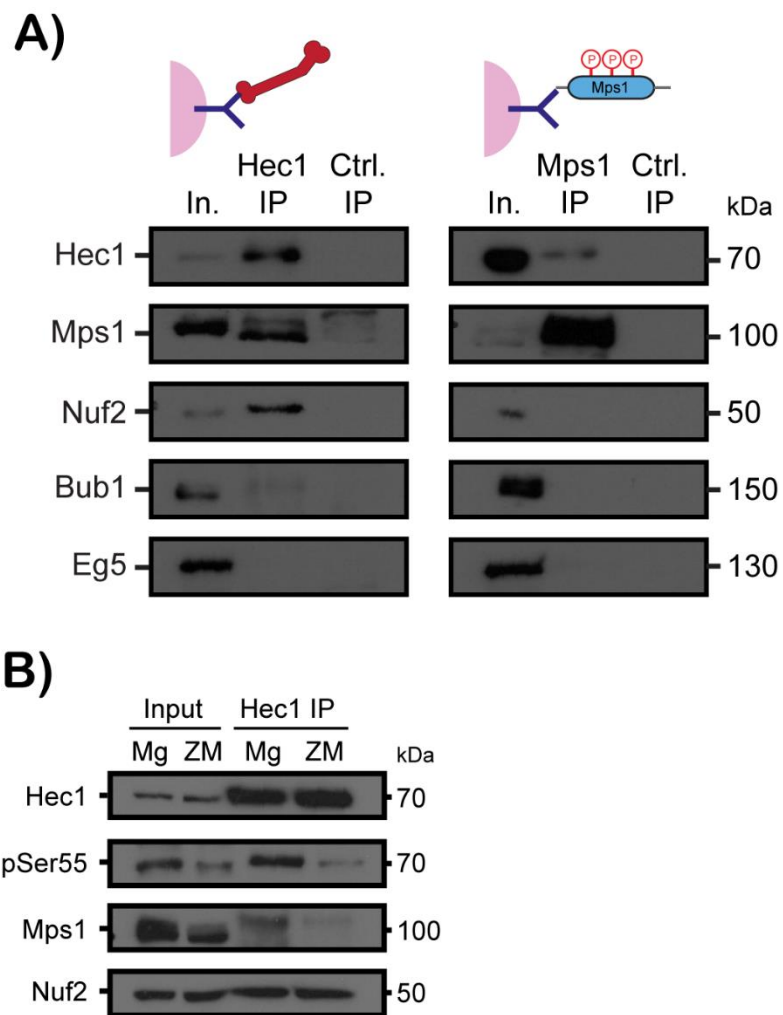 A)
P P P
Mps1
Hec1 Ctrl. Mps1 Ctrl.
In. IP IP In. IP IP kDa
Hec1 70
Mps1 100
Nuf2 50
Bub1 150
Eg5 130
B)
Input Hec1 IP
Mg ZM Mg ZM kDa
Hec1 70
pSer55 70
Mps1 100
Nuf2 50